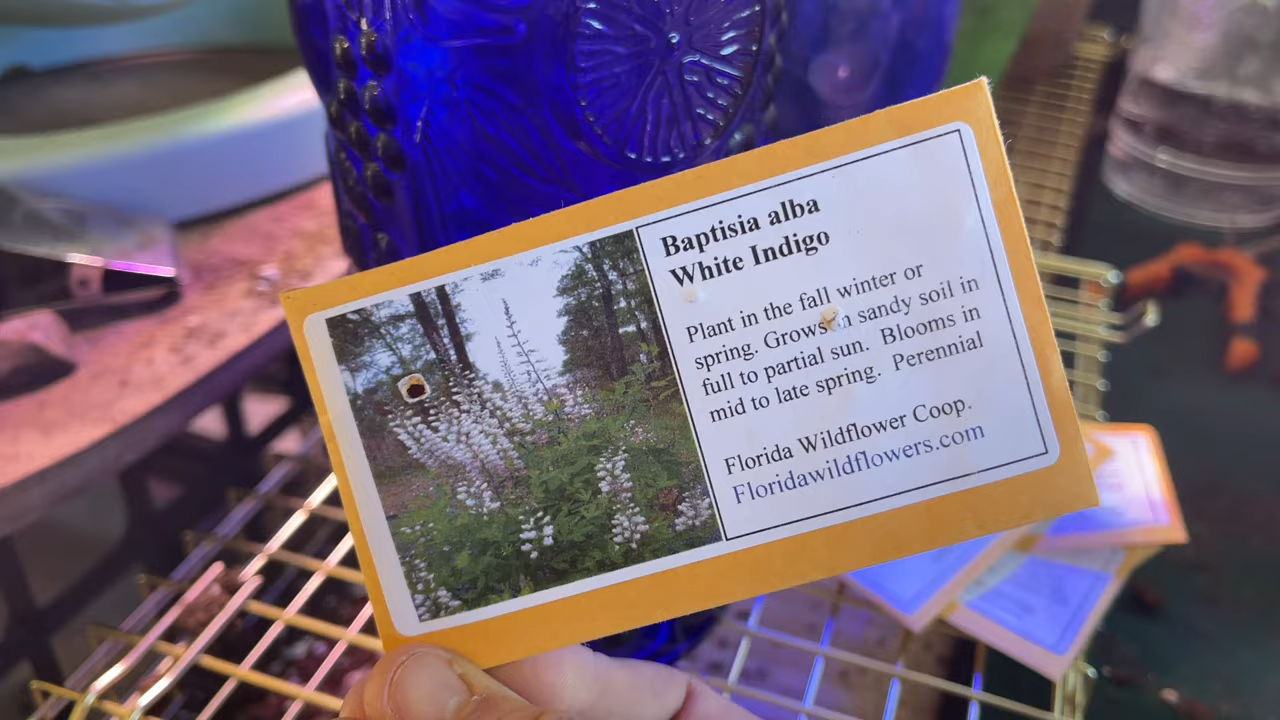 Baptisia alba
White Indigo
Plant in the fall winter or
spring. Grows in sandy soil in
full to partial sun. Blooms in
mid to late spring. Perennial
Florida Wildflower Coop.
Floridawildflowers.com